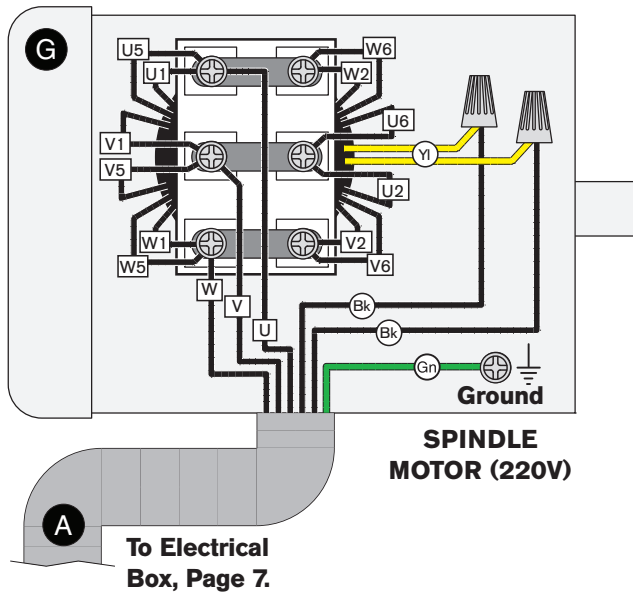 G
U5
W6
U1
W2
U6
V1
Yl
V5
U2
W1
V2
W5
V6
W
V
Bk
U
Bk
Gn
Ground
SPINDLE
MOTOR (220V)
A
To Electrical
Box, Page 7.